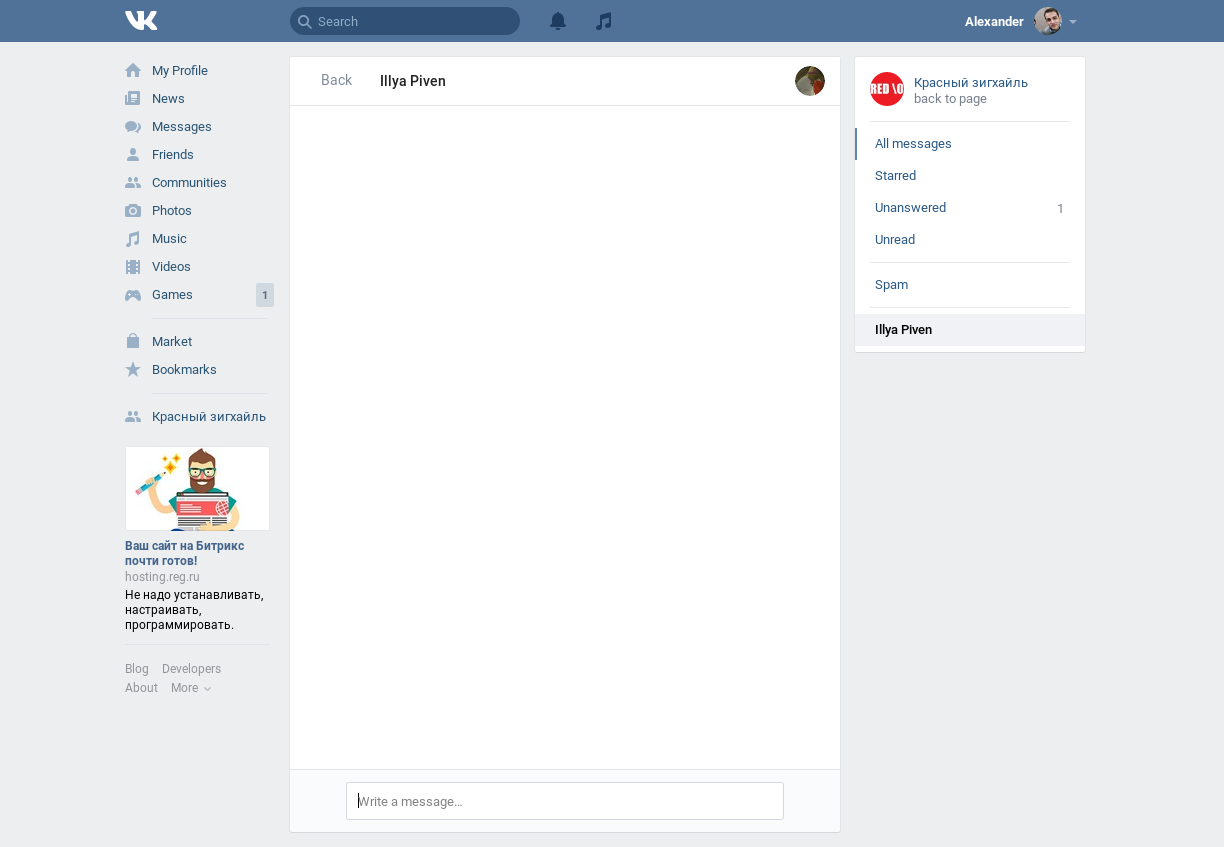 Search
Alexander
My Profile
News
Messages
Friends
Communities
Photos
Music
Videos
Games 1
Market
Bookmarks
Красный зигхайль
Ваш сайт на Битрикс
почти готов!
hosting.reg.ru
Не надо устанавливать,
настраивать,
программировать.
Blog Developers
About More
Back Illya Piven
Write a message...
RED \O
Красный зигхайль
back to page
All messages
Starred
Unanswered 1
Unread
Spam
Illya Piven